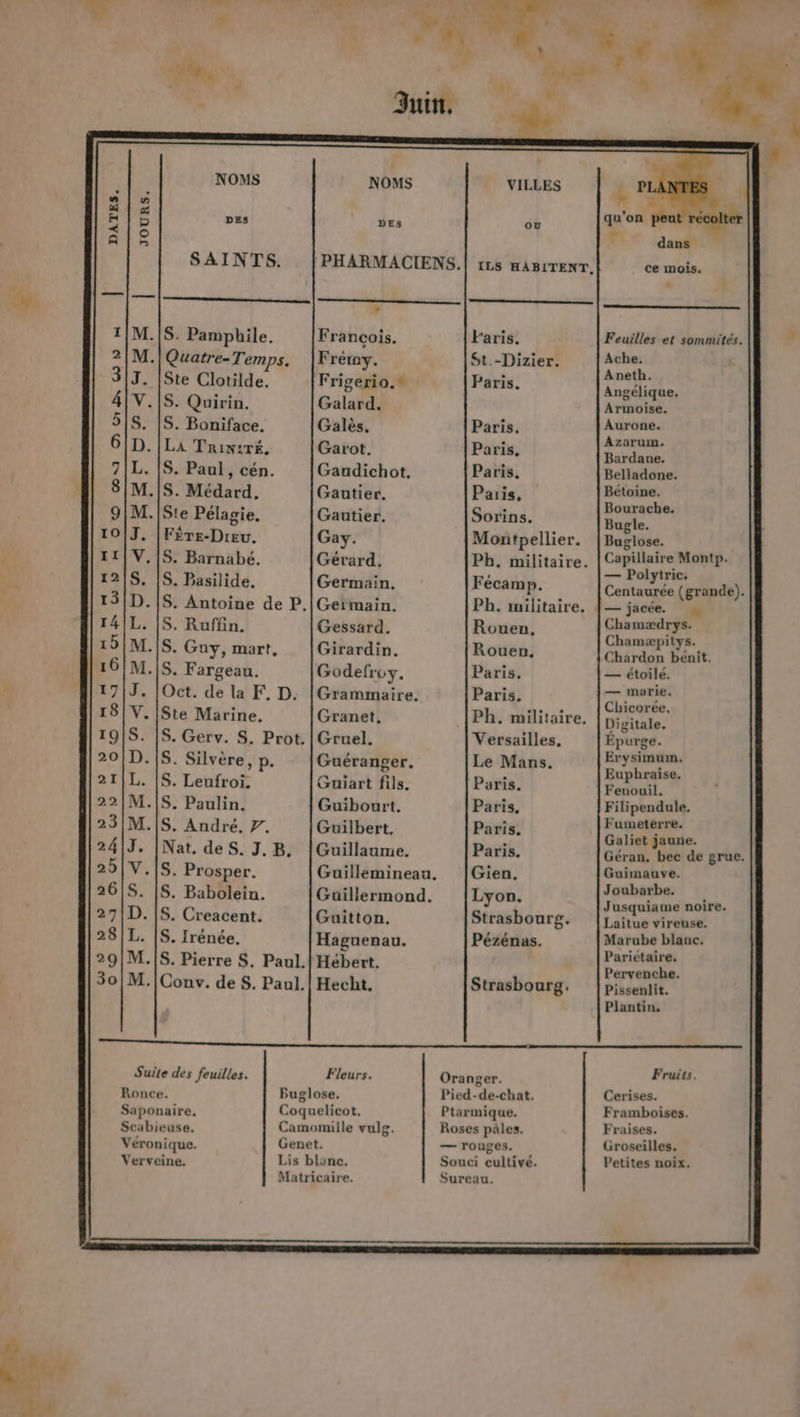 Juin.
DATES. | JOURS. | NOMS DES SAINTS. | NOMS DES PHARMACIENS. | VILLES OU ILS HABITENT, | PLANTES qu'on peut récolter dans ce mois.
1 | M. | S. Pamphile. | François. | Paris.
2 | M. | Quatre-Temps. | Frémy. | St.-Dizier.
3 | J. | Ste Clotilde. | Frigerio. | Paris.
4 | V. | S. Quirin. | Galard.
5 | S. | S. Boniface. | Galès. | Paris.
6 | D. | LA TRINITÉ. | Garot. | Paris.
7 | L. | S. Paul, cén. | Gaudichot. | Paris.
8 | M. | S. Médard. | Gautier. | Paris.
9 | M. | Ste Pélagie. | Gautier. | Sorins.
10 | J. | FÊTE-DIEU. | Gay. | Montpellier.
11 | V. | S. Barnabé. | Gérard. | Ph. militaire.
12 | S. | S. Basilide. | Germain. | Fécamp.
13 | D. | S. Antoine de P. | Germain. | Ph. militaire.
14 | L. | S. Ruffin. | Gessard. | Rouen.
15 | M. | S. Guy, mart. | Girardin. | Rouen.
16 | M. | S. Fargeau. | Godefroy. | Paris.
17 | J. | Oct. de la F. D. | Grammaire. | Paris.
18 | V. | Ste Marine. | Granet. | Ph. militaire.
19 | S. | S. Gerv. S. Prot. | Gruel. | Versailles.
20 | D. | S. Silvère, p. | Guéranger. | Le Mans.
21 | L. | S. Leufroi. | Guiart fils. | Paris.
22 | M. | S. Paulin. | Guibourt. | Paris.
23 | M. | S. André. V. | Guilbert. | Paris.
24 | J. | Nat. de S. J. B. | Guillaume. | Paris.
25 | V. | S. Prosper. | Guillemineau. | Gien.
26 | S. | S. Babolein. | Guillermond. | Lyon.
27 | D. | S. Creacent. | Guitton. | Strasbourg.
28 | L. | S. Irénée. | Haguenau. | Pézénas.
29 | M. | S. Pierre S. Paul. | Hébert.
30 | M. | Conv. de S. Paul. | Hecht. | Strasbourg.
Feuilles et sommités.
Ache.
Aneth.
Angélique.
Armoise.
Aurone.
Azarum.
Bardane.
Belladone.
Bétoine.
Bourache.
Bugle.
Buglose.
Capillaire Montp.
— Polytric.
Centaurée (grande).
— jacée.
Chamædrys.
Chamæpitys.
Chardon bénit.
— étoilé.
— marie.
Chicorée.
Digitale.
Épurge.
Erysimum.
Euphraise.
Fenouil.
Filipendule.
Fumeterre.
Galiet jaune.
Géran. bec de grue.
Guimauve.
Joubarbe.
Jusquiame noire.
Laitue vireuse.
Marube blanc.
Pariétaire.
Pervenche.
Pissenlit.
Plantin.
Suite des feuilles.
Ronce.
Saponaire.
Scabieuse.
Véronique.
Verveine.
Fleurs.
Buglose.
Coquelicot.
Camomille vulg.
Genet.
Lis blanc.
Matricaire.
Oranger.
Pied-de-chat.
Ptarmique.
Roses pâles.
— rouges.
Souci cultivé.
Sureau.
Fruits.
Cerises.
Framboises.
Fraises.
Groseilles.
Petites noix.